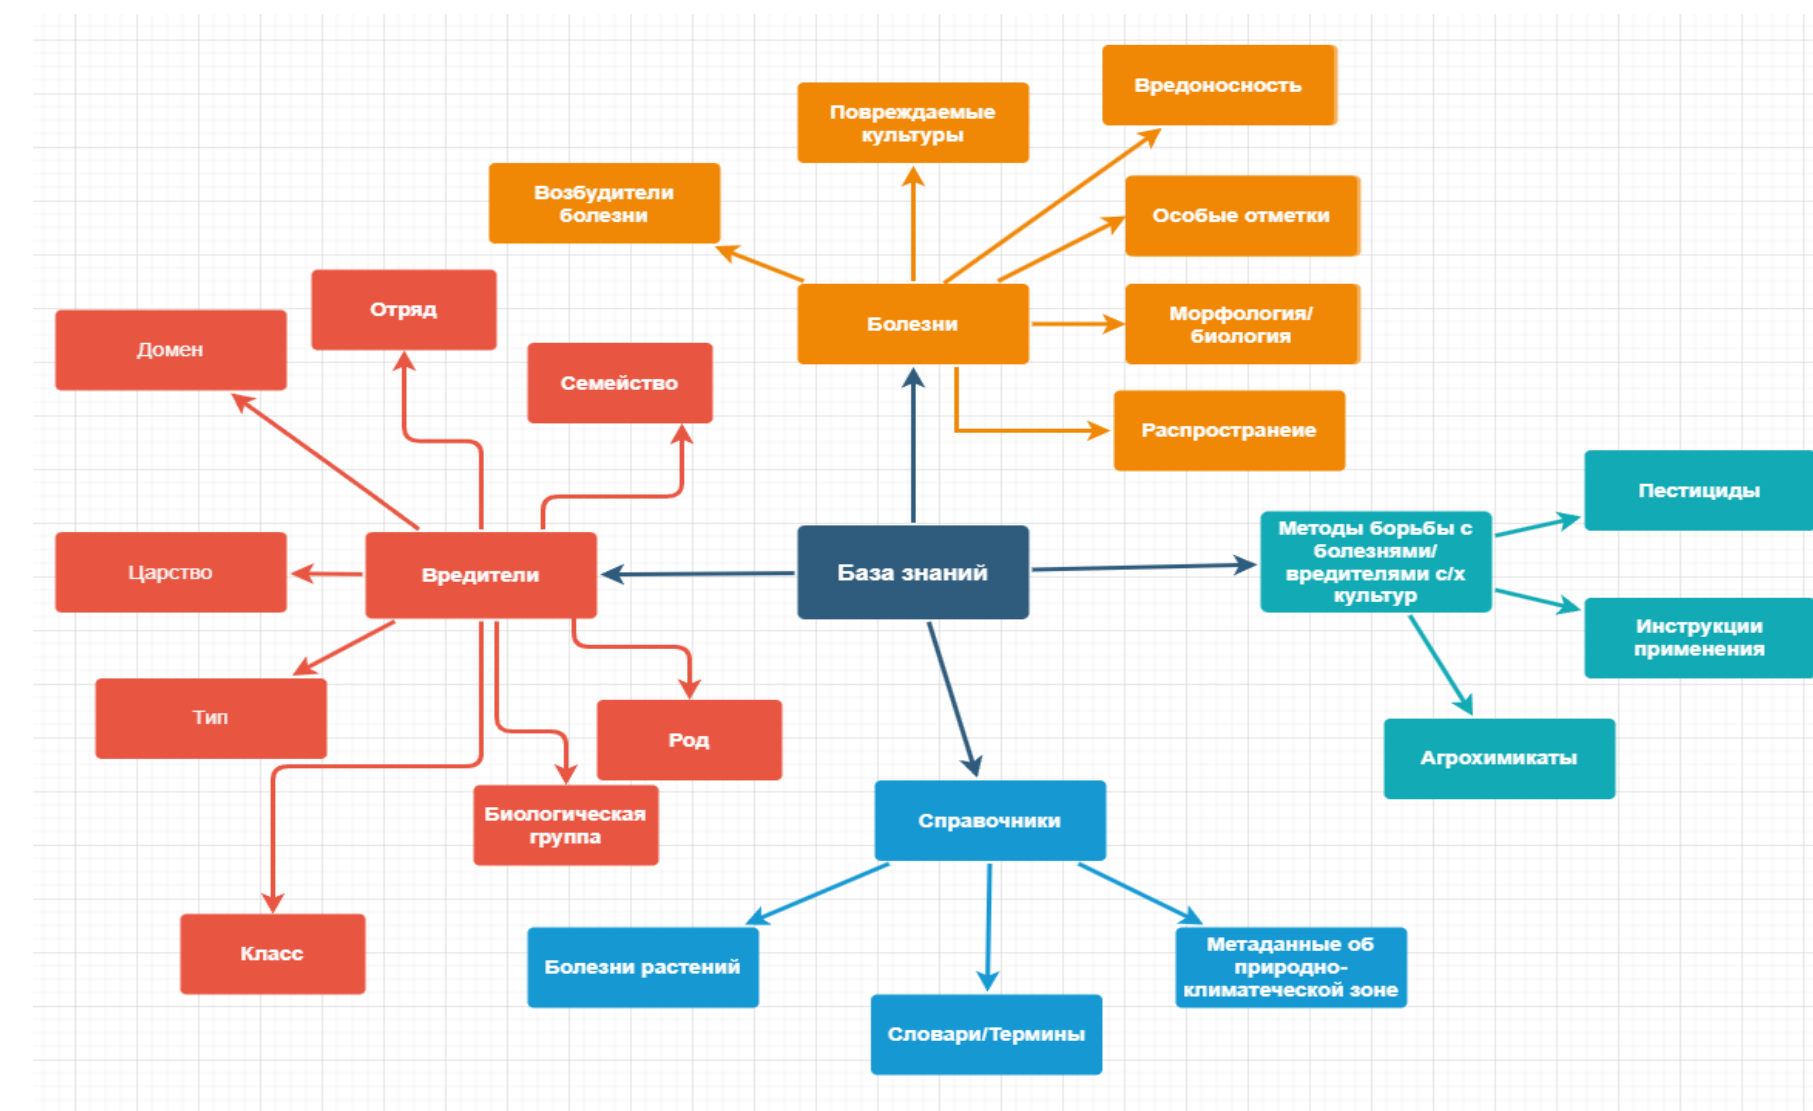 Вредоносность
Повреждаемые
культуры
Возбудители
болезни
Особые отметки
Отряд
Болезни
Морфология/
биология
Домен
Семейство
Распространеие
Пестициды
Методы борьбы с
болезнями/
вредителями с/х
культур
Царство
Вредители
База знаний
Инструкции
применения
Тип
Род
Агрохимикаты
Биологическая
группа
Справочники
Класс
Болезни растений
Метаданные об
природно-
климатеческой зоне
Словари/Термины